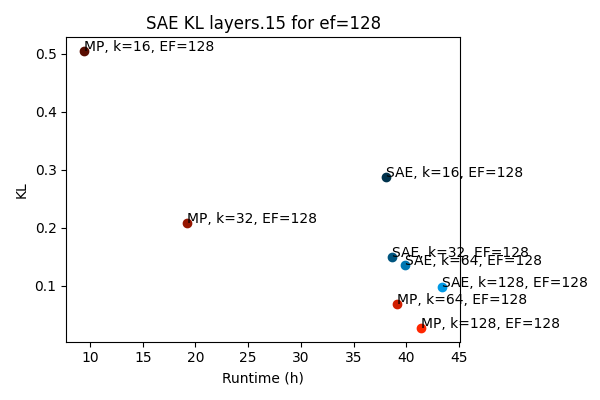 SAE KL layers.15 for ef=128
0.5
MP, k=16, EF=128
0.4
KL
0.3
SAE, k=16, EF=128
MP, k=32, EF=128
0.2
SAE, k=32, EF=128
SAE, k=64, EF=128
0.1
SAE, k=128, EF=128
MP, k=64, EF=128
MP, k=128, EF=128
10 15 20 25 30 35 40 45
Runtime (h)